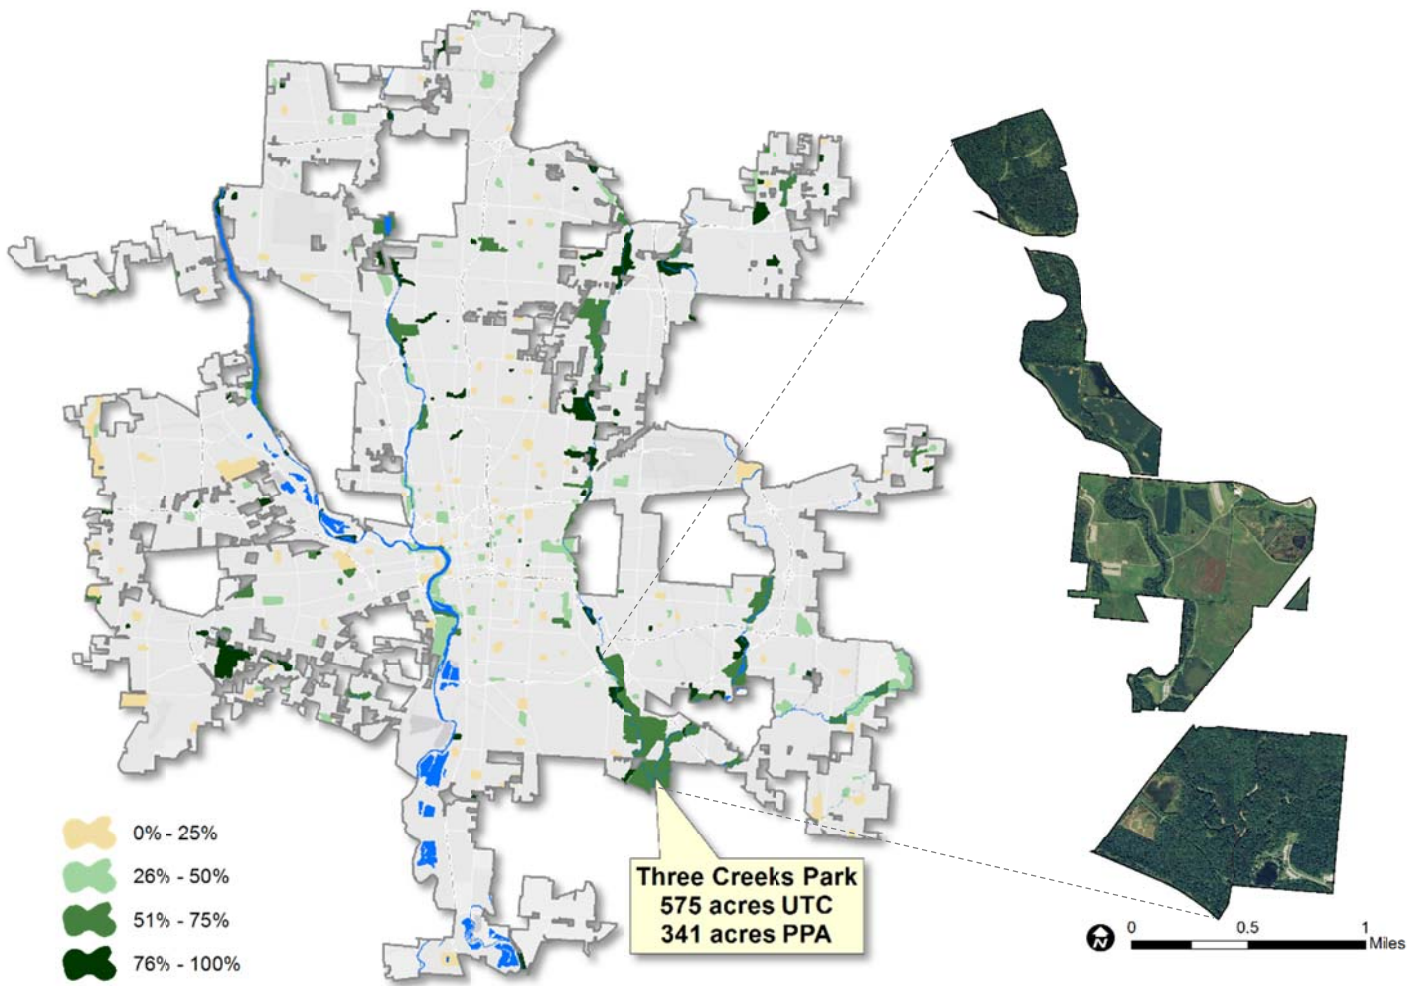 0% - 25%
26% - 50%
51% - 75%
76% - 100%
Three Creeks Park
575 acres UTC
341 acres PPA
N
0 0.5 1
Miles